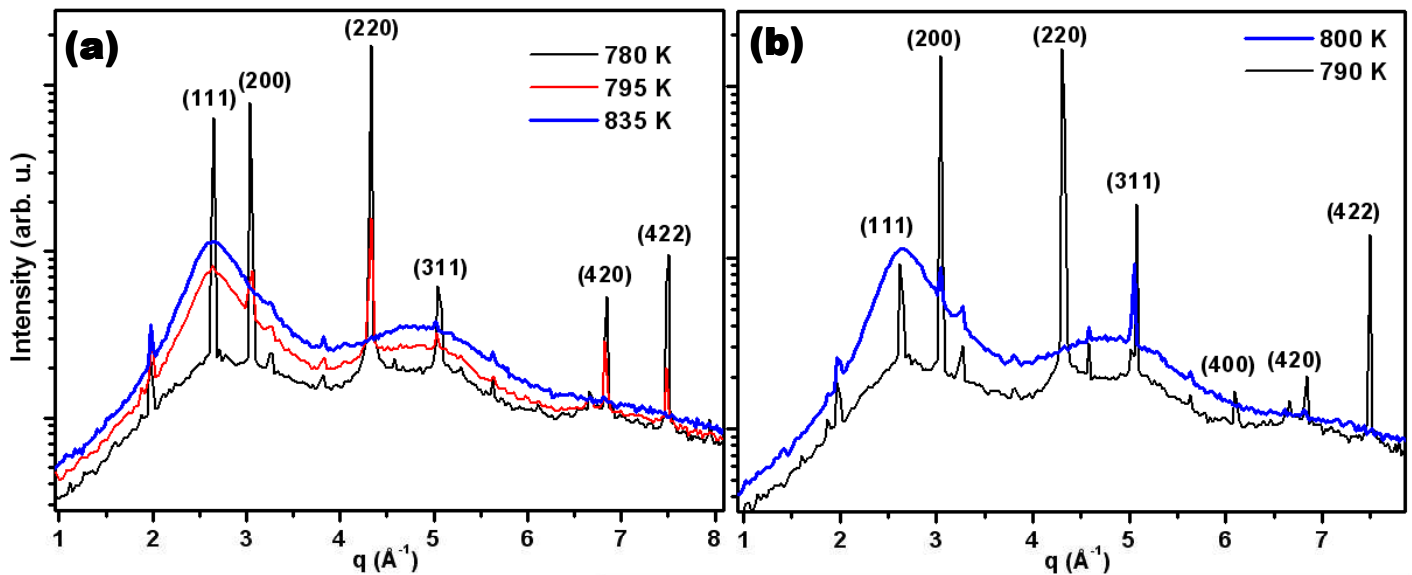 (a)
(220)
(200)
(111)
(311)
(420)
(422)
780 K
795 K
835 K
Intensity (arb. u.)
1 2 3 4 5 6 7 8
q (Å⁻¹)
(b)
(200)
(220)
(111)
(311)
(400)
(420)
(422)
800 K
790 K
1 2 3 4 5 6 7
q (Å⁻¹)